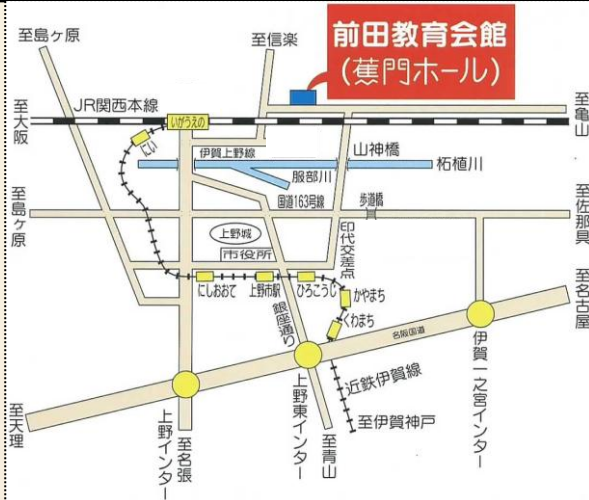 前田教育会館
(蕉門ホール)
至島ヶ原
至信楽
JR関西本線
至大阪
いがうえの
至亀山
にい
伊賀上野線
山神橋
柘植川
服部川
至島ヶ原
国道163号線
歩道橋
至佐那具
上野城
市役所
印代交差点
にしおおて
上野市駅
ひろこうじ
かやまち
くわまち
銀座通り
至名古屋
名阪国道
至天理
上野インター
至名張
上野東インター
至青山
近鉄伊賀線
至伊賀神戸
伊賀一之宮インター